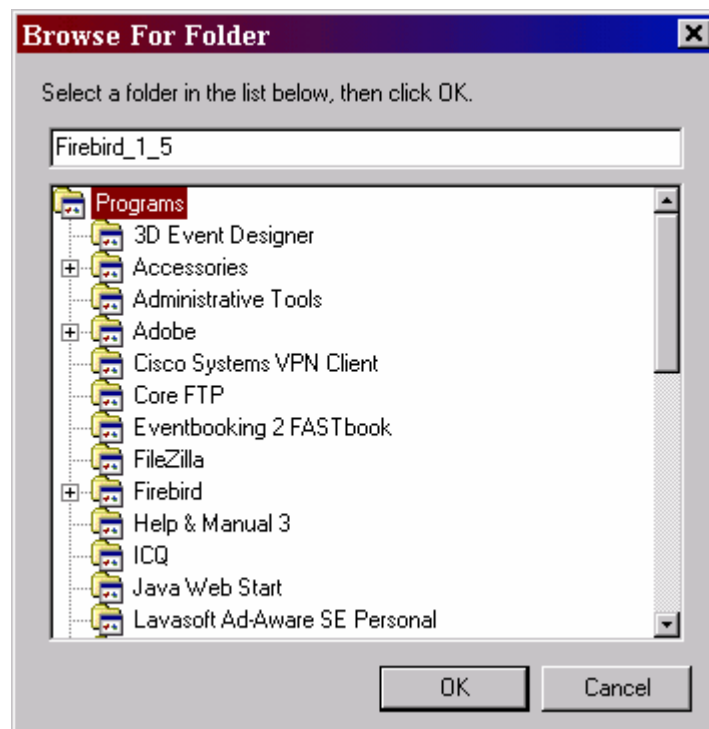 Browse For Folder
Select a folder in the list below, then click OK.
Firebird_1_5
Programs
3D Event Designer
Accessories
Administrative Tools
Adobe
Cisco Systems VPN Client
Core FTP
Eventbooking 2 FASTbook
FileZilla
Firebird
Help & Manual 3
ICQ
Java Web Start
Lavasoft Ad-Aware SE Personal
OK Cancel